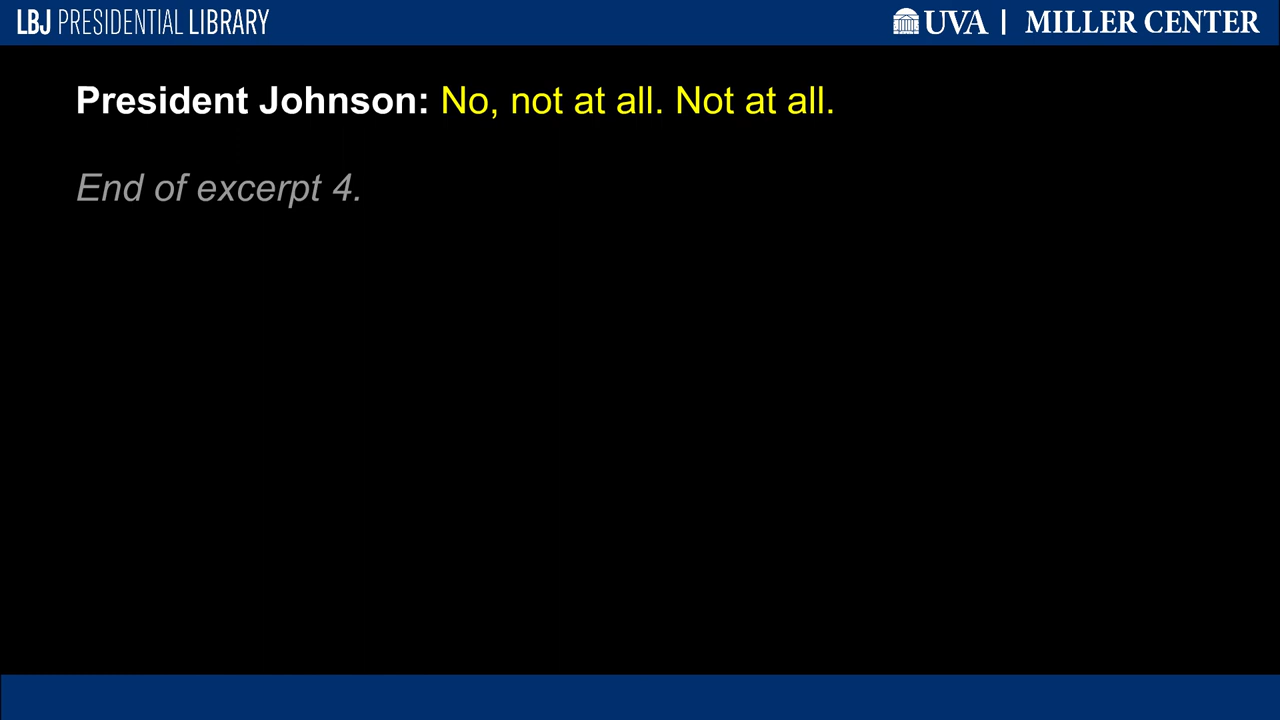 LBJ PRESIDENTIAL LIBRARY
UVA | MILLER CENTER
President Johnson: No, not at all. Not at all.
End of excerpt 4.